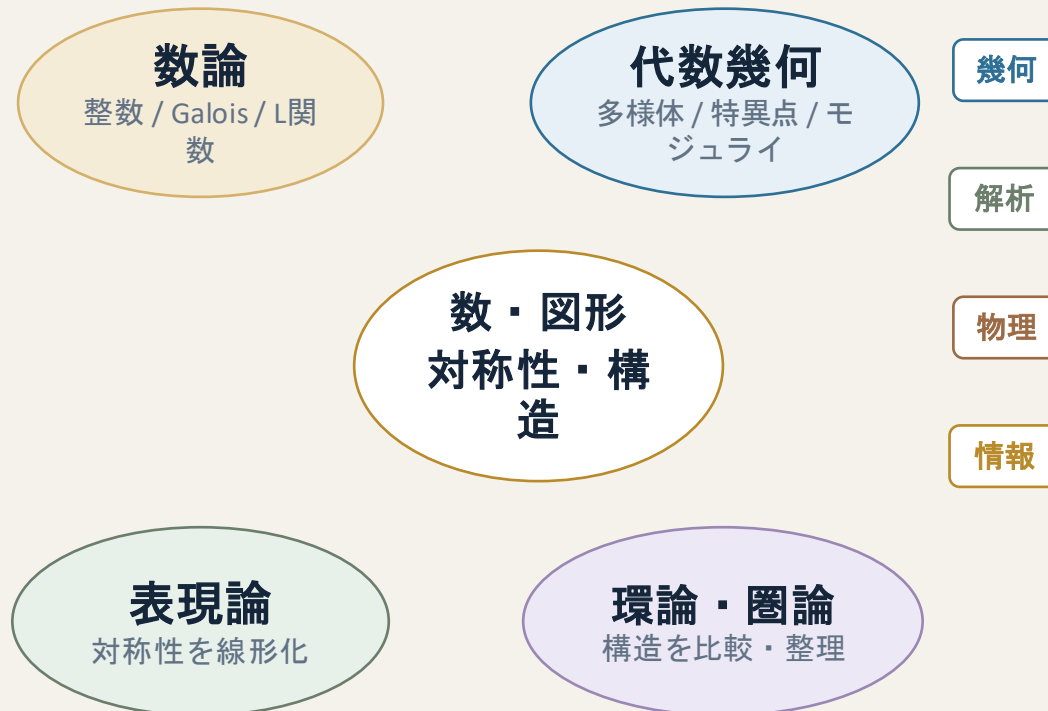 数論
整数 / Galois / L関
数
代数幾何
多様体 / 特異点 / モ
ジュライ
幾何
解析
物理
情報
数・図形
対称性・構
造
表現論
対称性を線形化
環論・圏論
構造を比較・整理